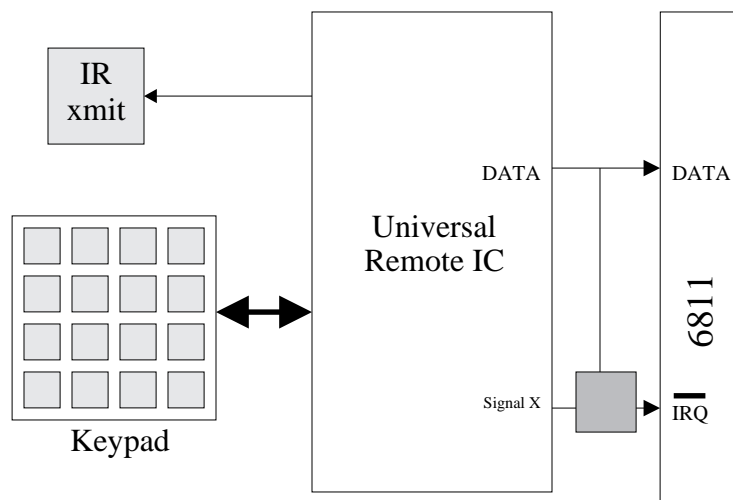 IR
xmit
DATA
DATA
Universal
Remote IC
6811
Signal X
IRQ
Keypad